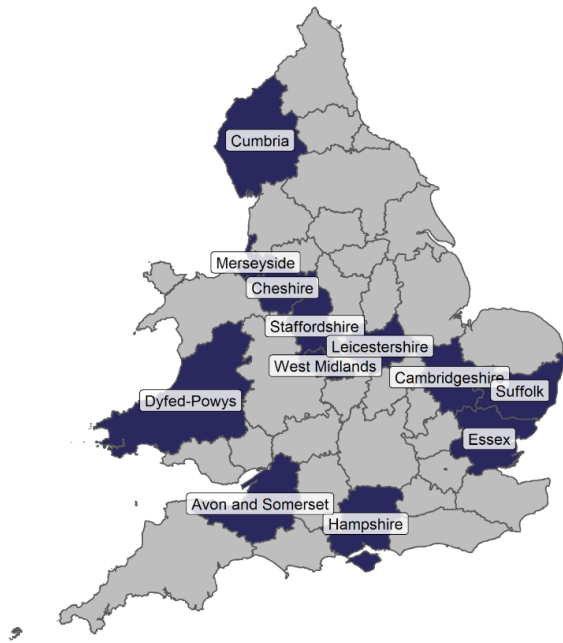 Cumbria
Merseyside
Cheshire
Staffordshire
Leicestershire
West Midlands
Cambridgeshire
Suffolk
Dyfed-Powys
Essex
Avon and Somerset
Hampshire